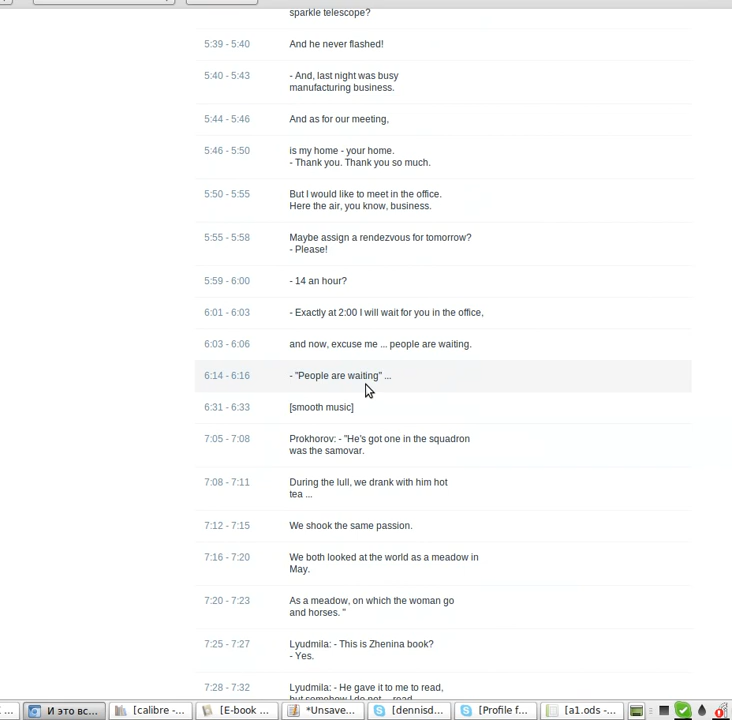 sparkle telescope?
5:39 - 5:40 And he never flashed!
5:40 - 5:43 - And, last night was busy
manufacturing business.
5:44 - 5:46 And as for our meeting,
5:46 - 5:50 is my home - your home.
- Thank you. Thank you so much.
5:50 - 5:55 But I would like to meet in the office.
Here the air, you know, business.
5:55 - 5:58 Maybe assign a rendezvous for tomorrow?
- Please!
5:59 - 6:00 - 14 an hour?
6:01 - 6:03 - Exactly at 2:00 I will wait for you in the office,
6:03 - 6:06 and now, excuse me ... people are waiting.
6:14 - 6:16 - "People are waiting" ...
6:31 - 6:33 [smooth music]
7:05 - 7:08 Prokhorov: - "He's got one in the squadron
was the samovar.
7:08 - 7:11 During the lull, we drank with him hot
tea ...
7:12 - 7:15 We shook the same passion.
7:16 - 7:20 We both looked at the world as a meadow in
May.
7:20 - 7:23 As a meadow, on which the woman go
and horses. "
7:25 - 7:27 Lyudmila: - This is Zhenina book?
- Yes.
7:28 - 7:32 Lyudmila: - He gave it to me to read,
but somehow I do not ... read
... И это вс... [calibre -... [E-book ... *Unsave... [dennisd... [Profile f... [a1.ods -...